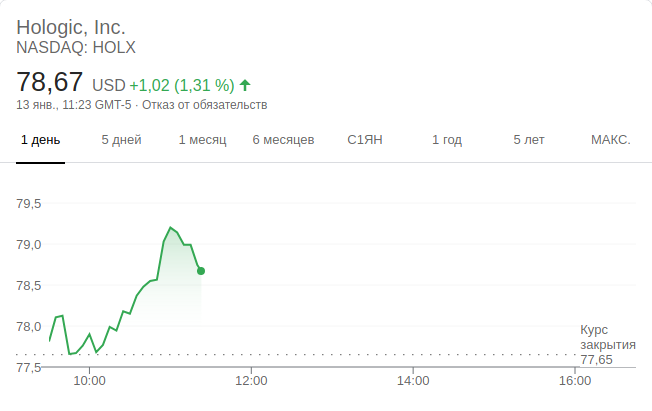 Hologic, Inc.
NASDAQ: HOLX
78,67 USD +1,02 (1,31 %)
13 янв., 11:23 GMT-5 · Отказ от обязательств
1 день 5 дней 1 месяц 6 месяцев С1ЯН 1 год 5 лет МАКС.
79,5
79,0
78,5
78,0
77,5
Курс
закрытия
77,65
10:00 12:00 14:00 16:00